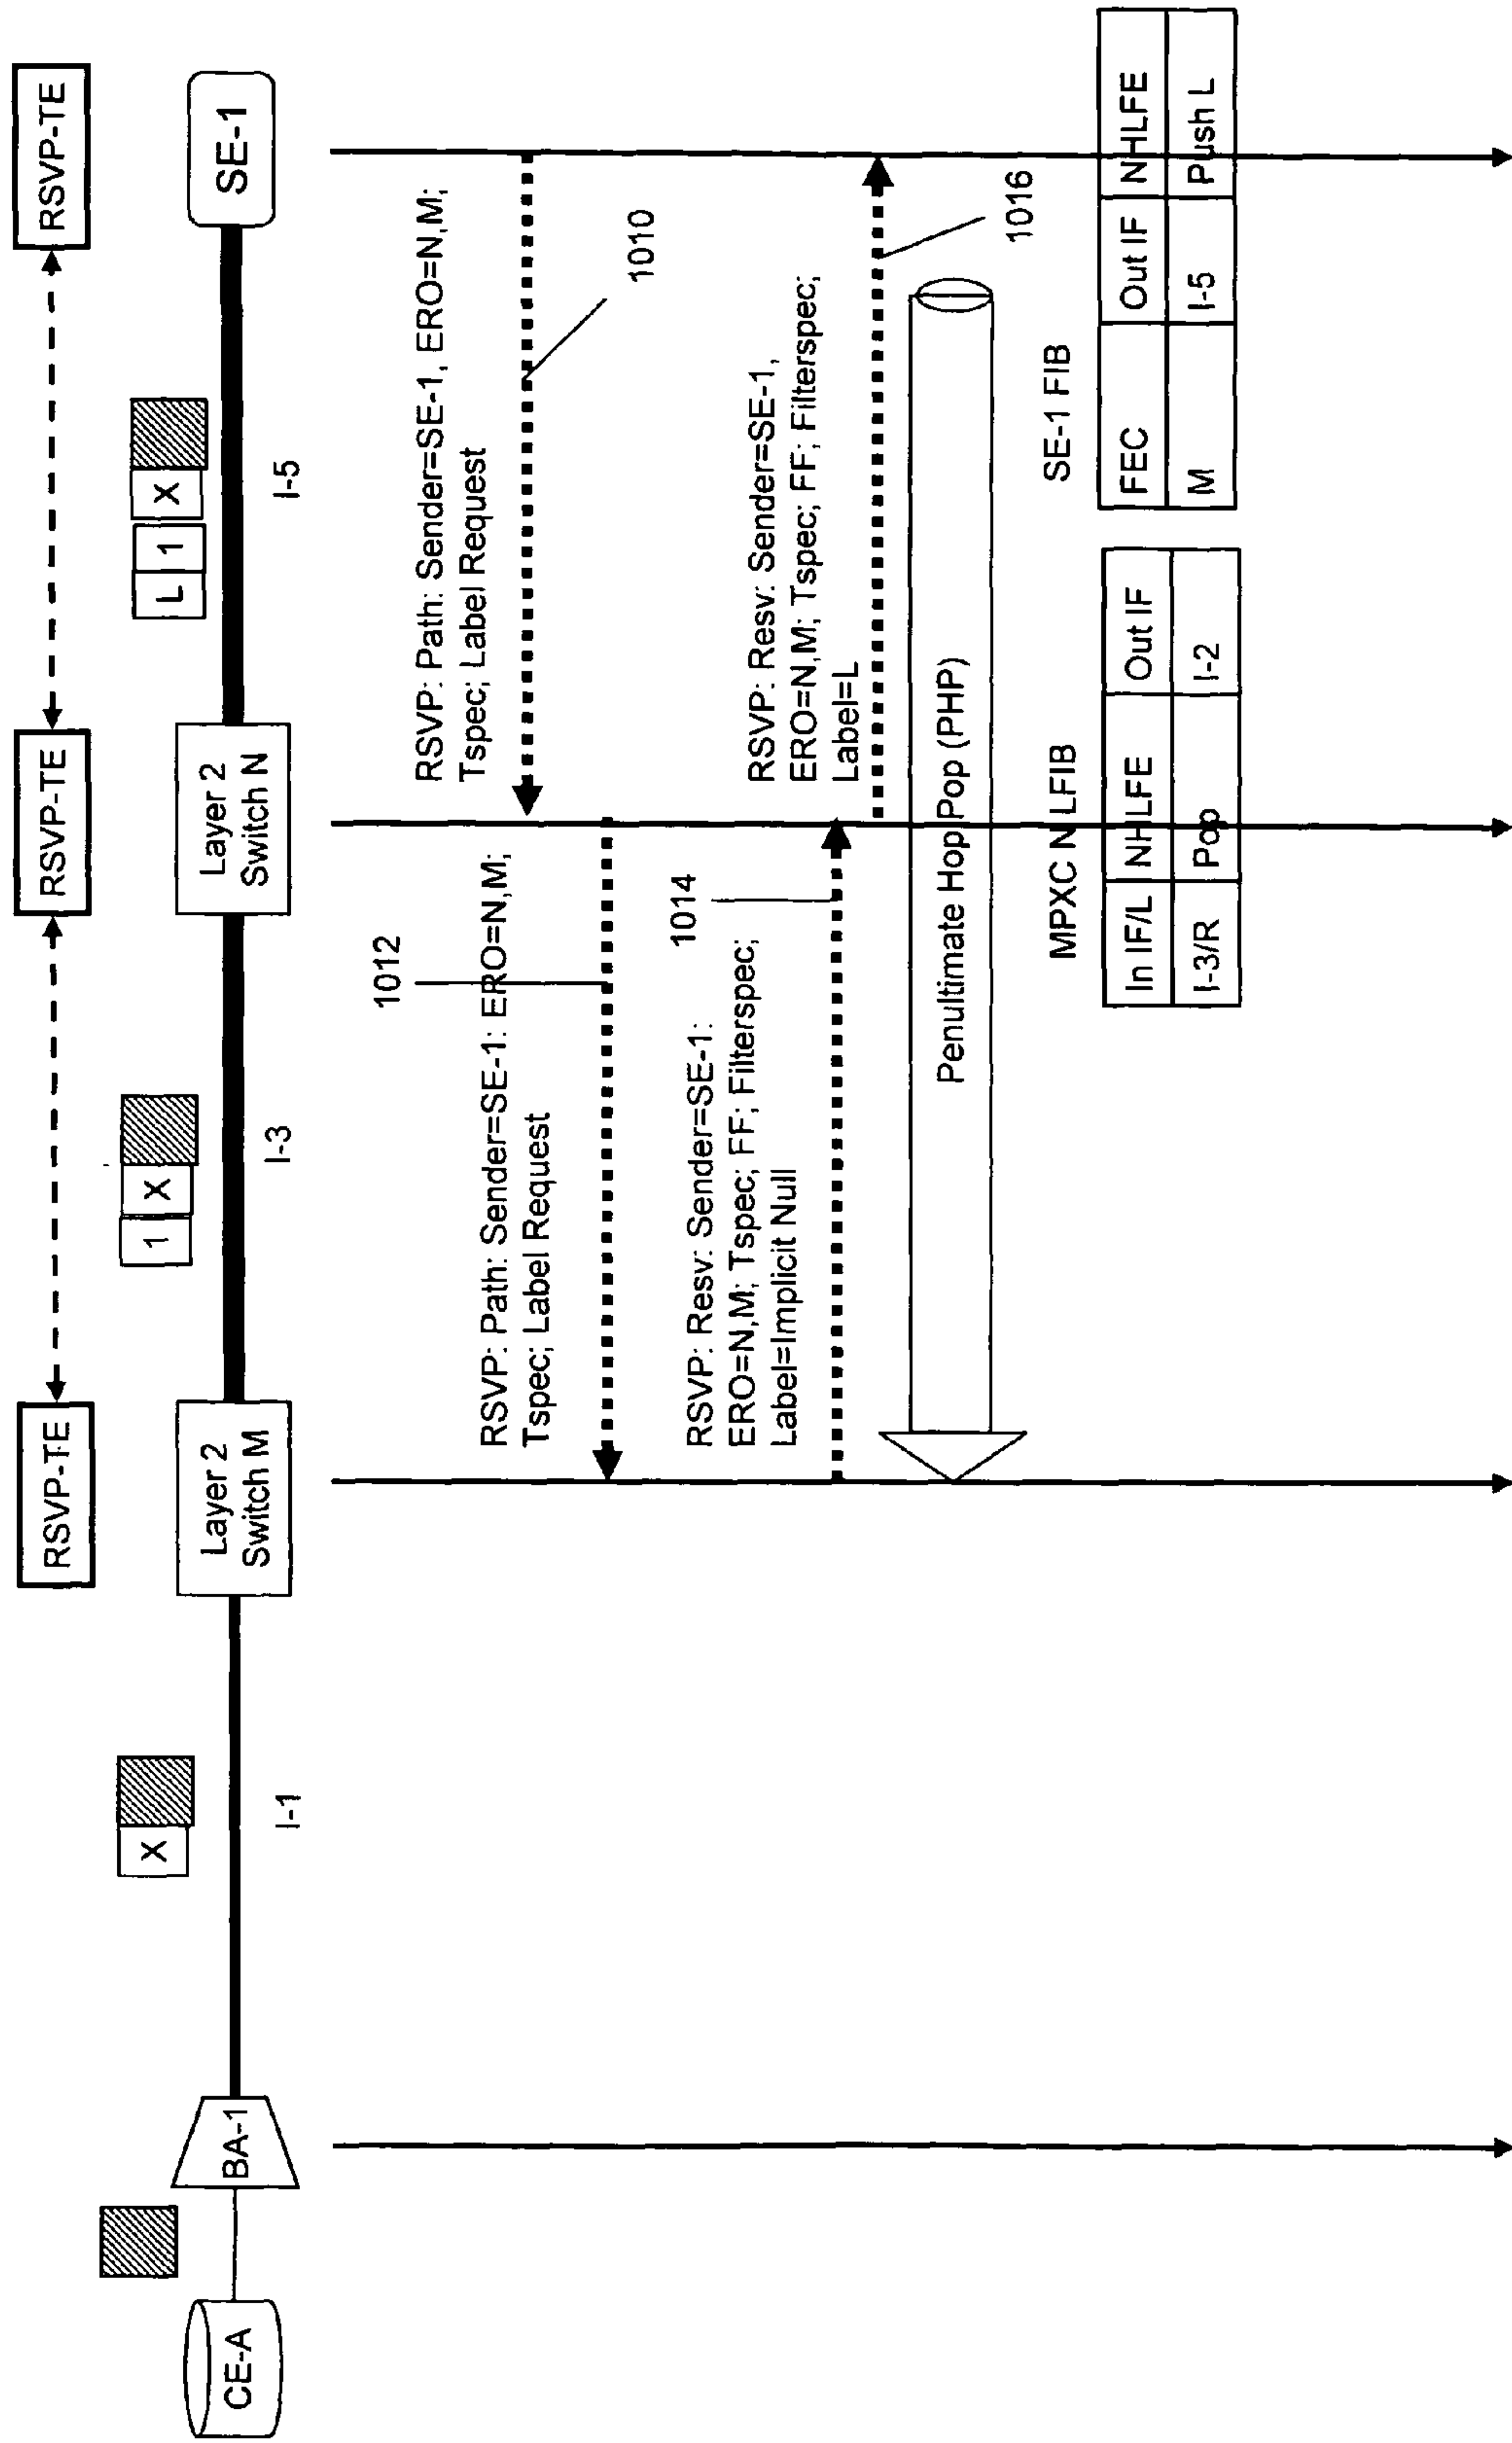 RSVP-TE
RSVP-TE
RSVP-TE
X
1
X
L
1
X
CE-A
BA-1
Layer 2
Switch M
Layer 2
Switch N
SE-1
I-1
I-3
I-5
RSVP: Path: Sender=SE-1, ERO=N,M;
Tspec; Label Request
1010
1012
RSVP: Path: Sender=SE-1: ERO=N,M;
Tspec; Label Request
RSVP: Resv: Sender=SE-1:
ERO=N,M; Tspec; FF; Filterspec;
Label=Implicit Null
1014
RSVP: Resv: Sender=SE-1,
ERO=N,M; Tspec; FF; Filterspec;
Label=L
1016
Penultimate Hop Pop (PHP)
MPXC N LFIB
In IF/L NHLFE Out IF
I-3/R Pop I-2
SE-1 FIB
FEC Out IF NHLFE
M I-5 Push L